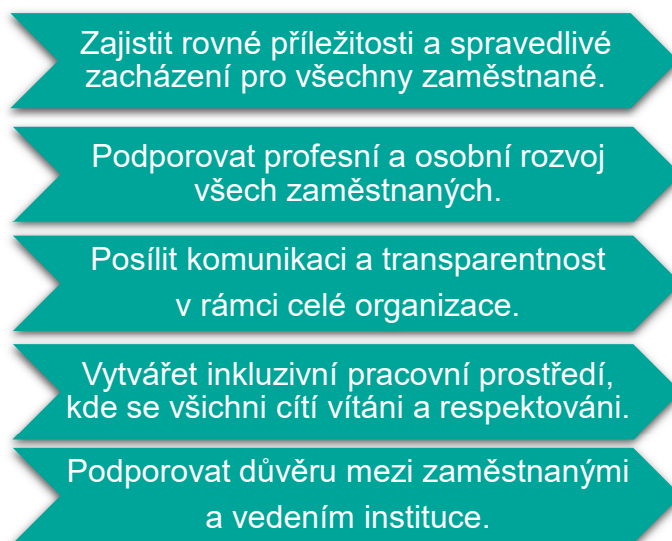 Zajistit rovné příležitosti a spravedlivé
zacházení pro všechny zaměstnané.
Podporovat profesní a osobní rozvoj
všech zaměstnaných.
Posílit komunikaci a transparentnost
v rámci celé organizace.
Vytvářet inkluzivní pracovní prostředí,
kde se všichni cítí vítáni a respektováni.
Podporovat důvěru mezi zaměstnanými
a vedením instituce.